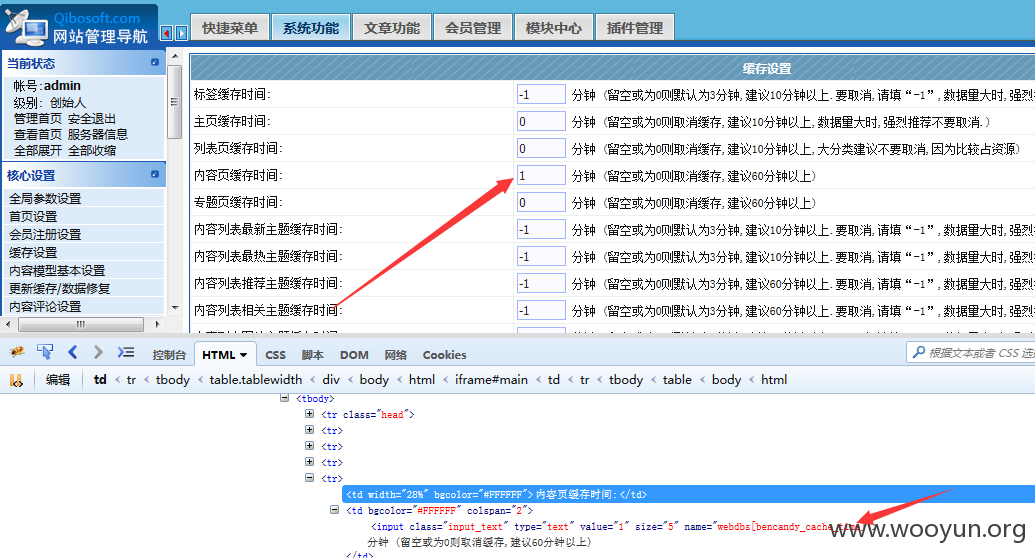 Qibosoft.com
网站管理导航
快捷菜单 系统功能 文章功能 会员管理 模块中心 插件管理
当前状态
帐号:admin
级别: 创始人
管理首页 安全退出
查看首页 服务器信息
全部展开 全部收缩
核心设置
全局参数设置
首页设置
会员注册设置
缓存设置
内容模型基本设置
更新缓存/数据修复
内容评论设置
缓存设置
标签缓存时间: -1 分钟 (留空或为0则默认为3分钟,建议10分钟以上.要取消,请填“-1”,数据量大时,强烈
主页缓存时间: 0 分钟 (留空或为0则取消缓存,建议10分钟以上,数据量大时,强烈推荐不要取消.)
列表页缓存时间: 0 分钟 (留空或为0则取消缓存,建议10分钟以上,大分类建议不要取消,因为比较占资源)
内容页缓存时间: 1 分钟 (留空或为0则取消缓存,建议60分钟以上)
专题页缓存时间: 0 分钟 (留空或为0则取消缓存,建议60分钟以上)
内容列表最新主题缓存时间: -1 分钟 (留空或为0则默认为3分钟,建议10分钟以上.要取消,请填“-1”,数据量大时,强烈
内容列表最热主题缓存时间: -1 分钟 (留空或为0则默认为3分钟,建议10分钟以上.要取消,请填“-1”,数据量大时,强烈
内容列表推荐主题缓存时间: -1 分钟 (留空或为0则默认为3分钟,建议60分钟以上.要取消,请填“-1”,数据量大时,强烈
内容列表相关主题缓存时间: -1 分钟 (留空或为0则默认为3分钟,建议10分钟以上.要取消,请填“-1”,数据量大时,强烈
控制台 HTML CSS 脚本 DOM 网络 Cookies
根据文本或者 CSS 选
编辑 td < tr < tbody < table.tablewidth < div < body < html < iframe#main < td < tr < tbody < table < body < html
<tbody>
<tr class="head">
<tr>
<tr>
<tr>
<tr>
<td width="28%" bgcolor="#FFFFFF">内容页缓存时间:</td>
<td bgcolor="#FFFFFF" colspan="2">
<input class="input_text" type="text" value="1" size="5" name="webdbs[bencandy_cache
分钟 (留空或为0则取消缓存,建议60分钟以上)
</td>
www.wooyun.org